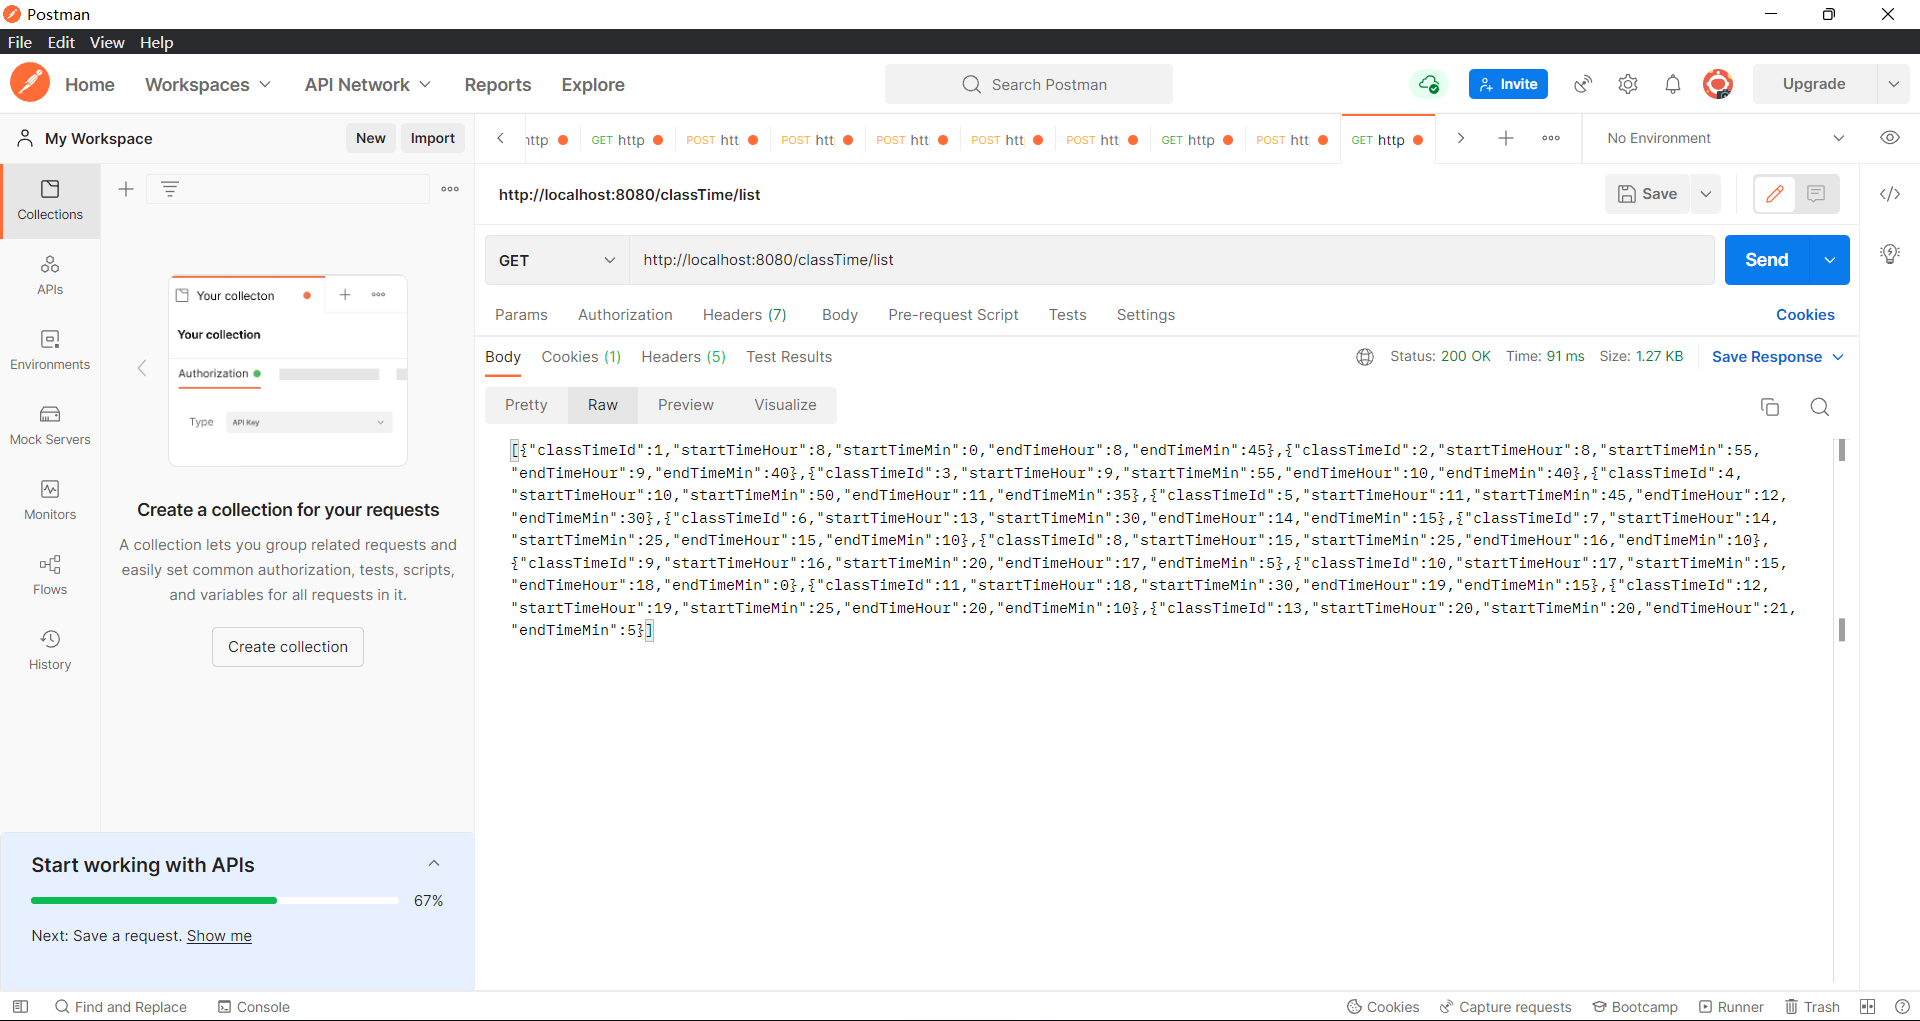 Postman
File Edit View Help
Home Workspaces API Network Reports Explore Search Postman Invite Upgrade
My Workspace New Import http GET http POST htt POST htt POST htt POST htt POST htt GET http POST htt GET http No Environment
Collections
APIs
Environments
Mock Servers
Monitors
Flows
History
Your collecton
Your collection
Authorization
Type API Key
Create a collection for your requests
A collection lets you group related requests and
easily set common authorization, tests, scripts,
and variables for all requests in it.
Create collection
Start working with APIs
67%
Next: Save a request. Show me
http://localhost:8080/classTime/list Save
GET http://localhost:8080/classTime/list Send
Params Authorization Headers (7) Body Pre-request Script Tests Settings Cookies
Body Cookies (1) Headers (5) Test Results Status: 200 OK Time: 91 ms Size: 1.27 KB Save Response
Pretty Raw Preview Visualize
[{"classTimeId":1,"startTimeHour":8,"startTimeMin":0,"endTimeHour":8,"endTimeMin":45},{"classTimeId":2,"startTimeHour":8,"startTimeMin":55,
"endTimeHour":9,"endTimeMin":40},{"classTimeId":3,"startTimeHour":9,"startTimeMin":55,"endTimeHour":10,"endTimeMin":40},{"classTimeId":4,
"startTimeHour":10,"startTimeMin":50,"endTimeHour":11,"endTimeMin":35},{"classTimeId":5,"startTimeHour":11,"startTimeMin":45,"endTimeHour":12,
"endTimeMin":30},{"classTimeId":6,"startTimeHour":13,"startTimeMin":30,"endTimeHour":14,"endTimeMin":15},{"classTimeId":7,"startTimeHour":14,
"startTimeMin":25,"endTimeHour":15,"endTimeMin":10},{"classTimeId":8,"startTimeHour":15,"startTimeMin":25,"endTimeHour":16,"endTimeMin":10},
{"classTimeId":9,"startTimeHour":16,"startTimeMin":20,"endTimeHour":17,"endTimeMin":5},{"classTimeId":10,"startTimeHour":17,"startTimeMin":15,
"endTimeHour":18,"endTimeMin":0},{"classTimeId":11,"startTimeHour":18,"startTimeMin":30,"endTimeHour":19,"endTimeMin":15},{"classTimeId":12,
"startTimeHour":19,"startTimeMin":25,"endTimeHour":20,"endTimeMin":10},{"classTimeId":13,"startTimeHour":20,"startTimeMin":20,"endTimeHour":21,
"endTimeMin":5}]
Find and Replace Console Cookies Capture requests Bootcamp Runner Trash